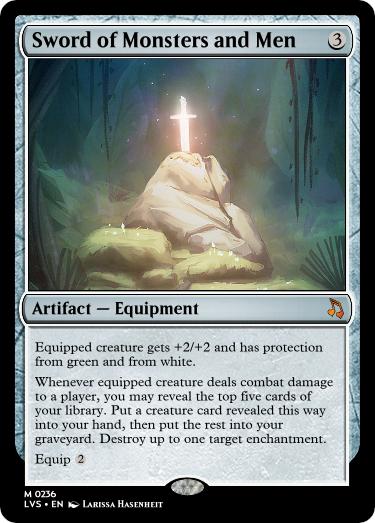 Sword of Monsters and Men 3
Artifact — Equipment
Equipped creature gets +2/+2 and has protection
from green and from white.
Whenever equipped creature deals combat damage
to a player, you may reveal the top five cards of
your library. Put a creature card revealed this way
into your hand, then put the rest into your
graveyard. Destroy up to one target enchantment.
Equip 2
M 0236
LVS • EN Larissa Hasenheit